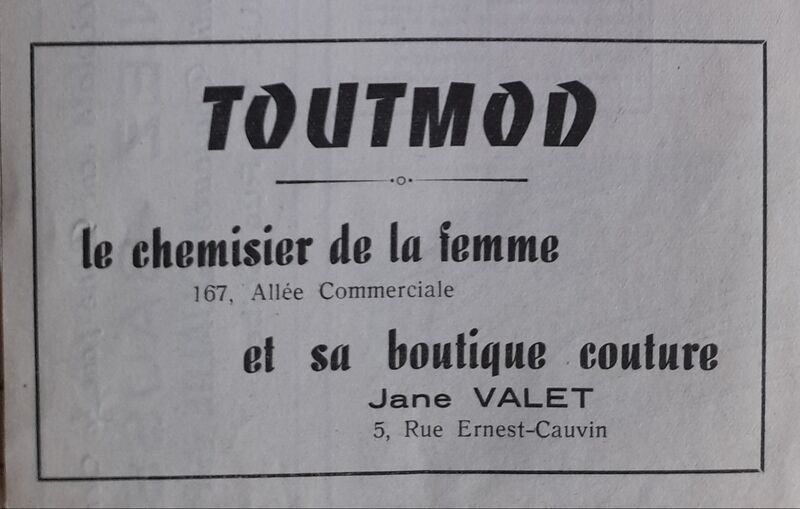 TOUTMOD
le chemisier de la femme
167, Allée Commerciale
et sa boutique couture
Jane VALET
5, Rue Ernest-Cauvin